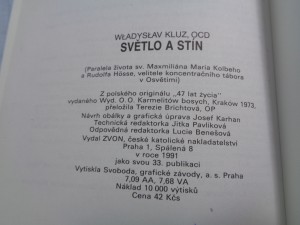 WŁADYSLAV KLUZ, OCD
SVĚTLO A STÍN
(Paralela života sv. Maxmiliána Maria Kolbeho
a Rudolfa Hösse, velitele koncentračního tábora
v Osvětimi)
Z polského originálu „47 lat życia"
vydaného Wyd. O.O. Karmelitów bosych, Kraków 1973,
přeložila Terezie Brichtová, OP
Návrh obálky a grafická úprava Josef Karhan
Technická redaktorka Jitka Pavlíková
Odpovědná redaktorka Lucie Benešová
Vydal ZVON, české katolické nakladatelství
Praha 1, Spálená 8
v roce 1991
jako svou 33. publikaci
Vytiskla Svoboda, grafické závody, a. s. Praha
7,09 AA, 7,68 VA
Náklad 10 000 výtisků
Cena 42 Kčs